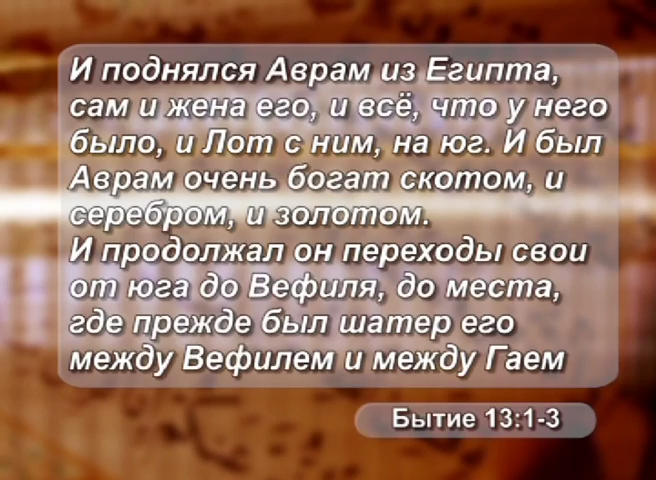 И поднялся Аврам из Египта,
сам и жена его, и всё, что у него
было, и Лот с ним, на юг. И был
Аврам очень богат скотом, и
серебром, и золотом.
И продолжал он переходы свои
от юга до Вефиля, до места,
где прежде был шатер его
между Вефилем и между Гаем
Бытие 13:1-3